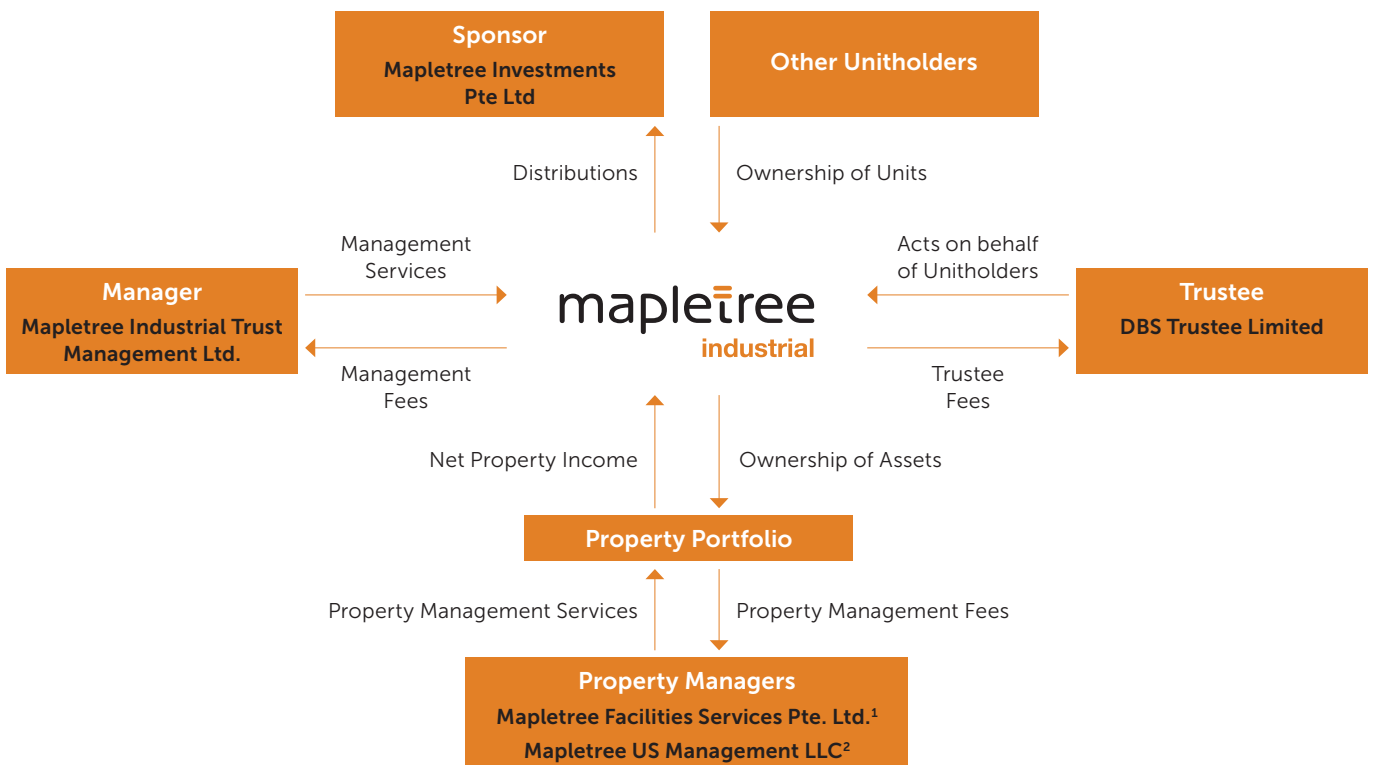 Sponsor
Mapletree Investments
Pte Ltd
Other Unitholders
Distributions
Ownership of Units
Management
Services
Acts on behalf
of Unitholders
Manager
Mapletree Industrial Trust
Management Ltd.
mapletree
industrial
Trustee
DBS Trustee Limited
Management
Fees
Trustee
Fees
Net Property Income
Ownership of Assets
Property Portfolio
Property Management Services
Property Management Fees
Property Managers
Mapletree Facilities Services Pte. Ltd.¹
Mapletree US Management LLC²